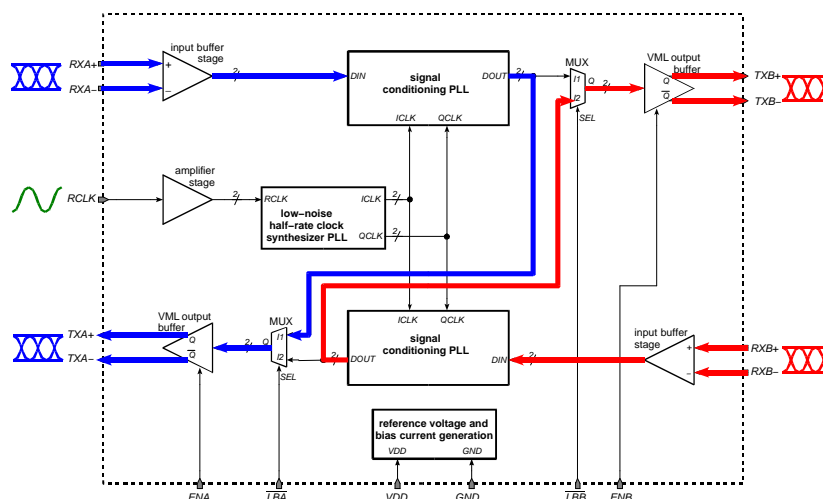 input buffer
stage
RXA+
RXA−
+
−
2
DIN
signal
conditioning PLL
DOUT
ICLK
QCLK
2
MUX
I1
I2
Q
SEL
VML output
buffer
Q
Q
TXB+
TXB−
RCLK
amplifier
stage
2
RCLK
low−noise
half−rate clock
synthesizer PLL
ICLK
QCLK
2
2
TXA+
TXA−
VML output
buffer
Q
Q
2
Q
MUX
I1
I2
SEL
2
ICLK
QCLK
signal
conditioning PLL
DOUT
DIN
2
input buffer
stage
+
−
RXB+
RXB−
reference voltage and
bias current generation
VDD
GND
ENA
LBA
VDD
GND
LBB
ENB